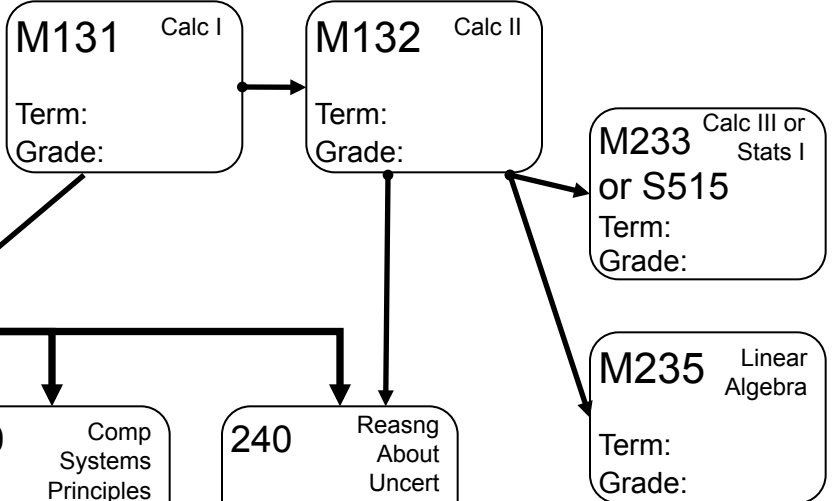 M131 Calc I
Term:
Grade:
M132 Calc II
Term:
Grade:
M233 Calc III or
Stats I
or S515
Term:
Grade:
M235 Linear
Algebra
Term:
Grade:
Comp
Systems
Principles
240 Reasng
About
Uncert